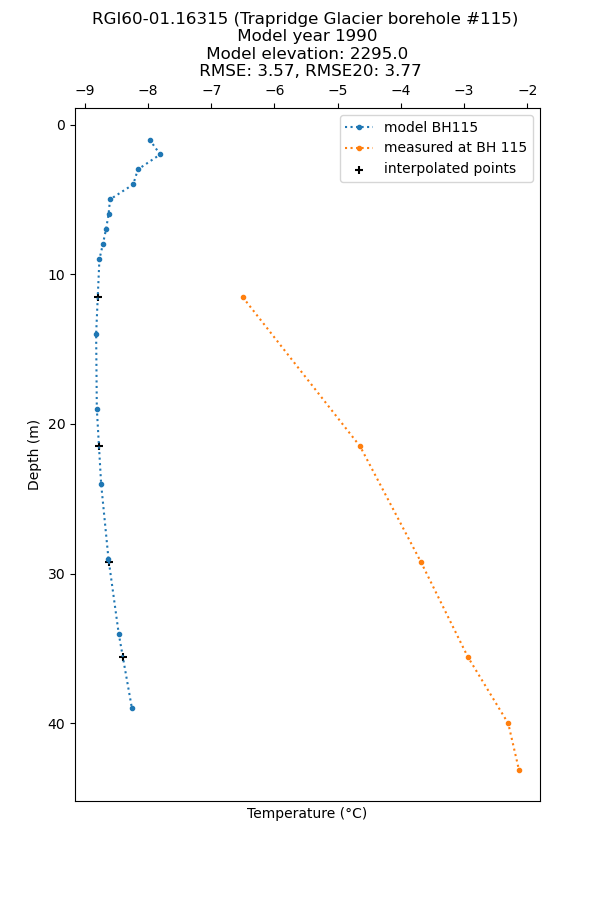 RGI60-01.16315 (Trapridge Glacier borehole #115)
Model year 1990
Model elevation: 2295.0
RMSE: 3.57, RMSE20: 3.77
−9 −8 −7 −6 −5 −4 −3 −2
model BH115
measured at BH 115
interpolated points
0
10
20
30
40
Depth (m)
Temperature (°C)